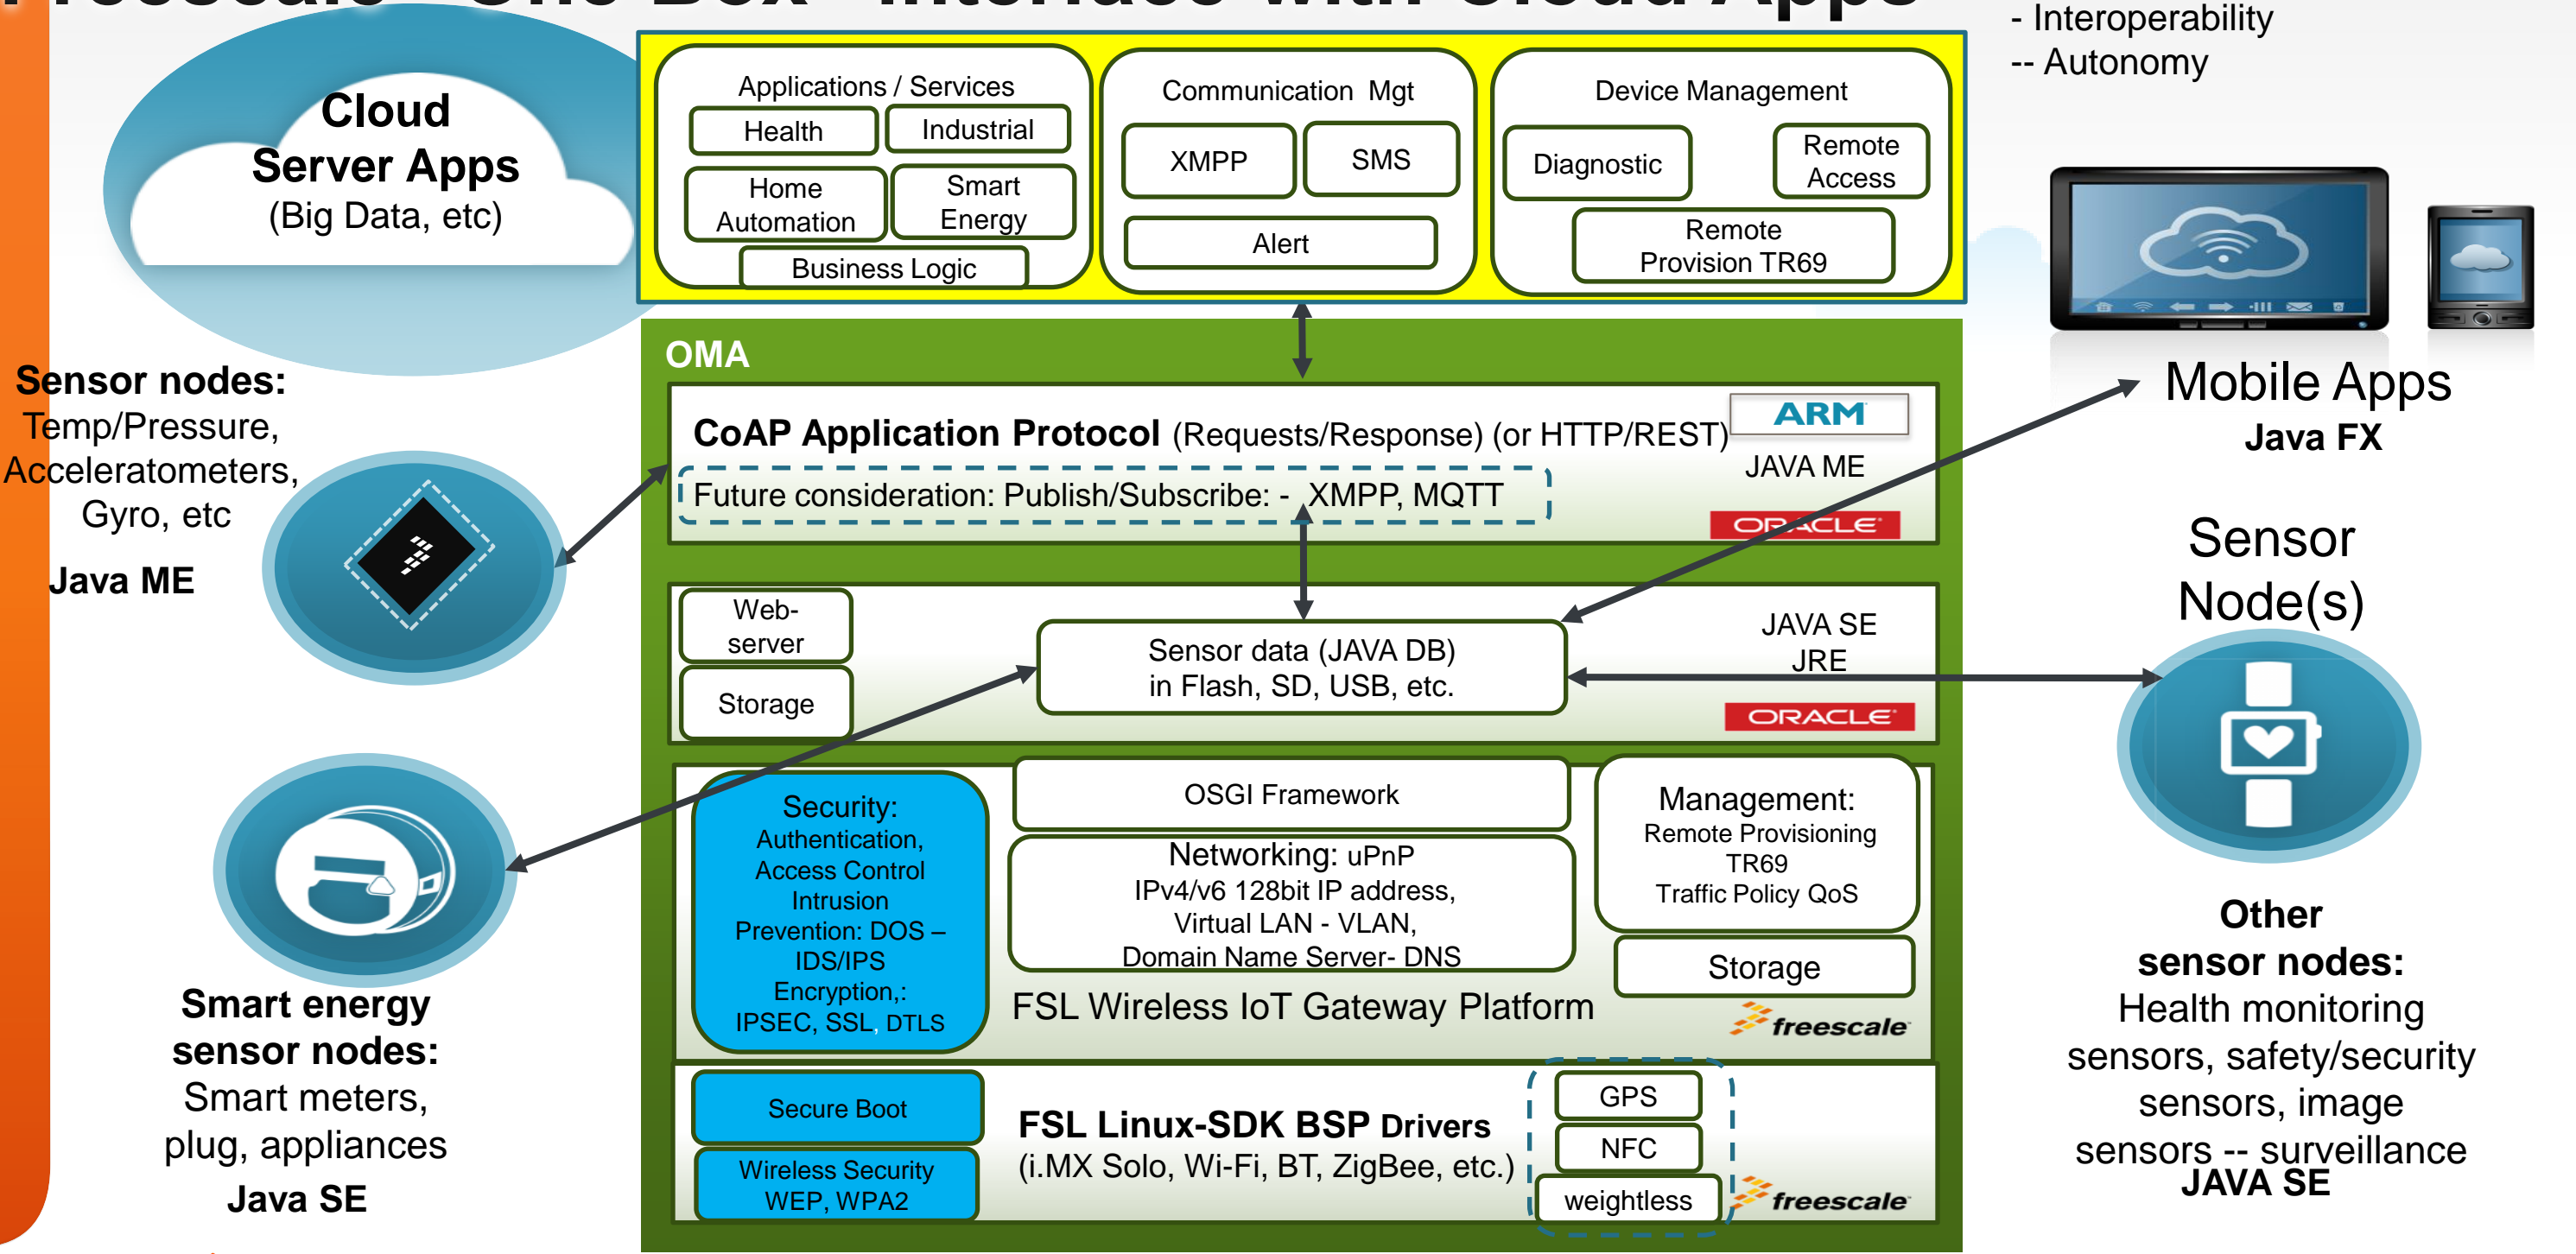 Freescale "One Box" Interface with Cloud Apps
- Interoperability
-- Autonomy
Cloud
Server Apps
(Big Data, etc)
Applications / Services
Health
Industrial
Home
Automation
Smart
Energy
Business Logic
Communication Mgt
XMPP
SMS
Alert
Device Management
Diagnostic
Remote
Access
Remote
Provision TR69
Sensor nodes:
Temp/Pressure,
Acceleratometers,
Gyro, etc
Java ME
OMA
CoAP Application Protocol (Requests/Response) (or HTTP/REST)
Future consideration: Publish/Subscribe: - XMPP, MQTT
ARM
JAVA ME
ORACLE
Mobile Apps
Java FX
Web-
server
Storage
Sensor data (JAVA DB)
in Flash, SD, USB, etc.
JAVA SE
JRE
ORACLE
Sensor
Node(s)
Security:
Authentication,
Access Control
Intrusion
Prevention: DOS –
IDS/IPS
Encryption,:
IPSEC, SSL, DTLS
OSGI Framework
Networking: uPnP
IPv4/v6 128bit IP address,
Virtual LAN - VLAN,
Domain Name Server- DNS
Management:
Remote Provisioning
TR69
Traffic Policy QoS
Storage
FSL Wireless IoT Gateway Platform
freescale
Smart energy
sensor nodes:
Smart meters,
plug, appliances
Java SE
Secure Boot
Wireless Security
WEP, WPA2
FSL Linux-SDK BSP Drivers
(i.MX Solo, Wi-Fi, BT, ZigBee, etc.)
GPS
NFC
weightless
freescale
Other
sensor nodes:
Health monitoring
sensors, safety/security
sensors, image
sensors -- surveillance
JAVA SE